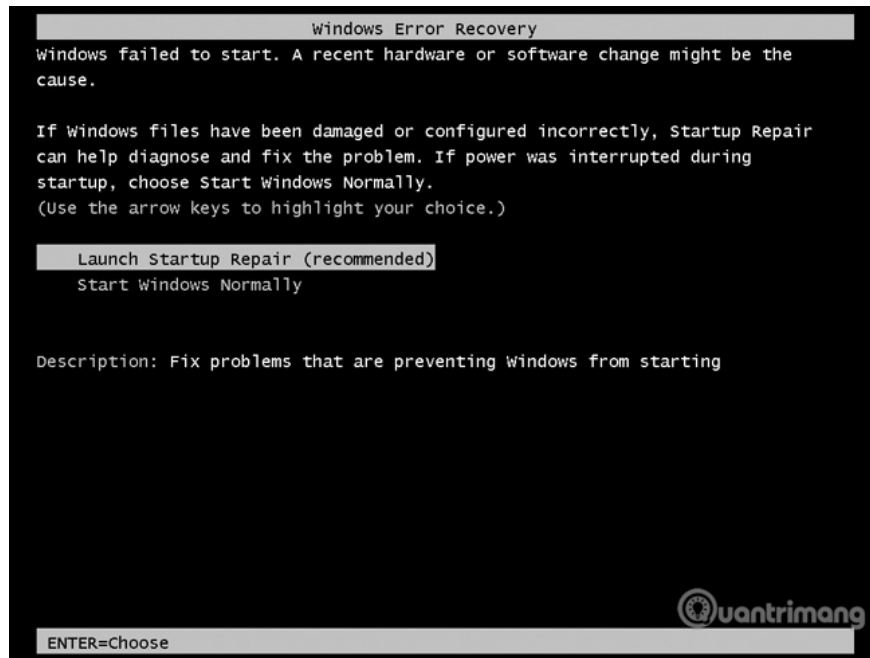 Windows Error Recovery
Windows failed to start. A recent hardware or software change might be the
cause.
If Windows files have been damaged or configured incorrectly, Startup Repair
can help diagnose and fix the problem. If power was interrupted during
startup, choose Start Windows Normally.
(Use the arrow keys to highlight your choice.)
Launch Startup Repair (recommended)
Start Windows Normally
Description: Fix problems that are preventing Windows from starting
Quantrimang
ENTER=Choose